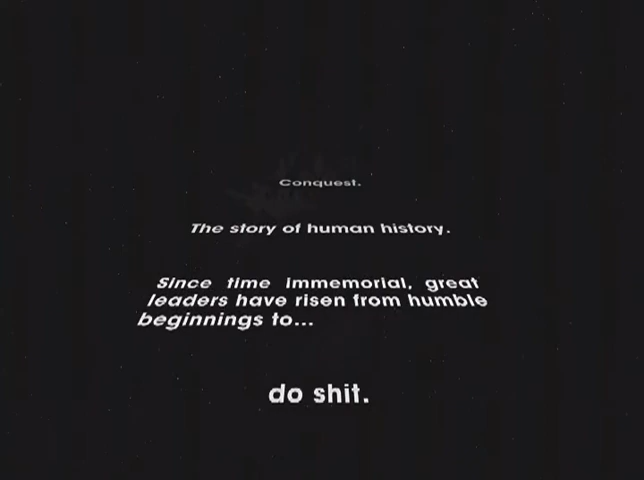 Conquest.
The story of human history.
Since time immemorial, great
leaders have risen from humble
beginnings to...
do shit.